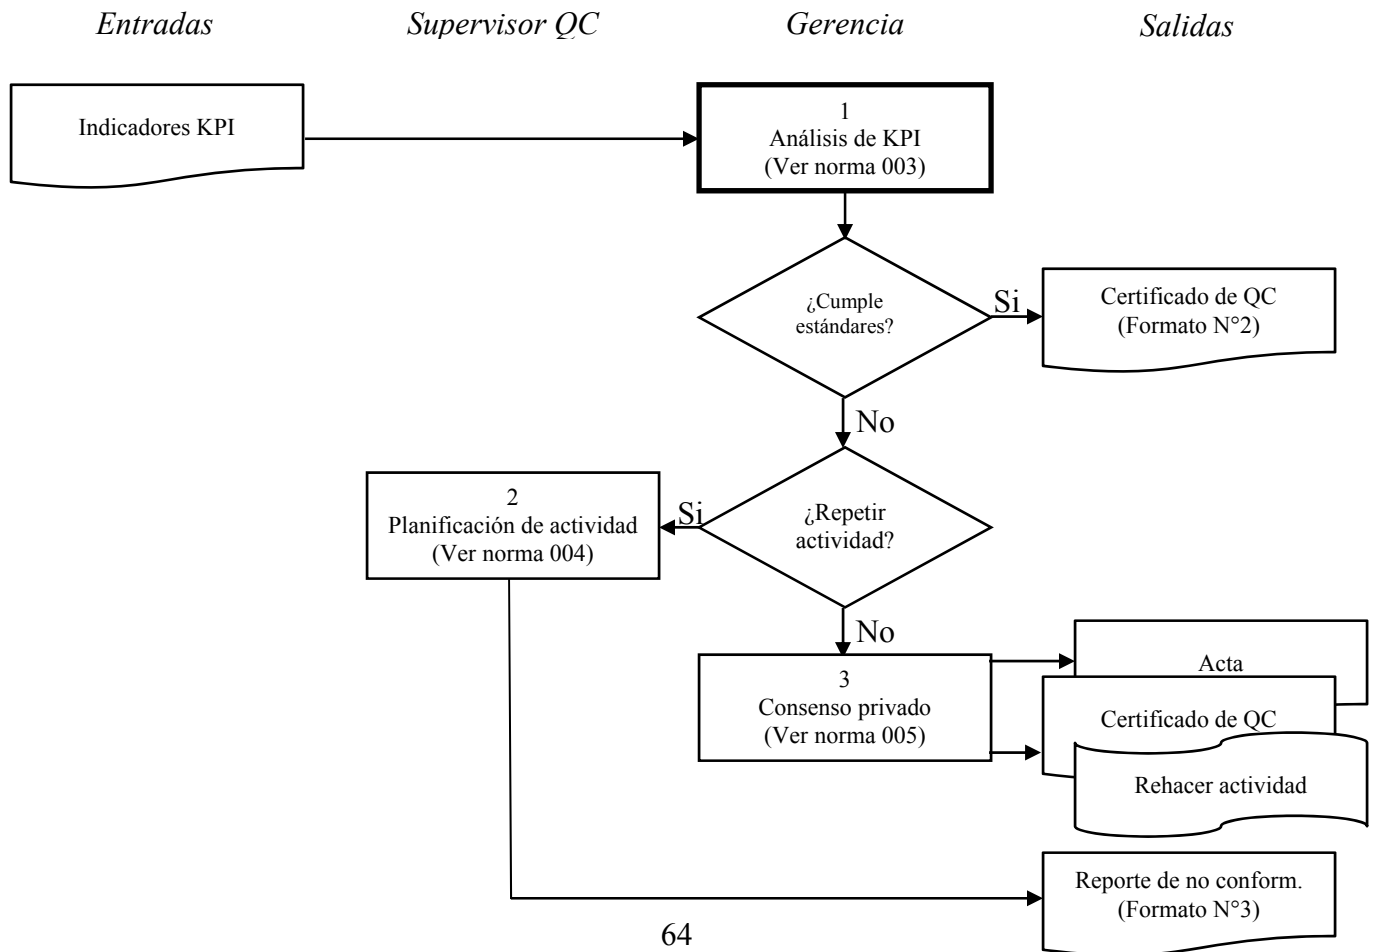 Entradas
Supervisor QC
Gerencia
Salidas
Indicadores KPI
1
Análisis de KPI
(Ver norma 003)
¿Cumple
estándares?
Si
Certificado de QC
(Formato N°2)
No
2
Planificación de actividad
(Ver norma 004)
Si
¿Repetir
actividad?
No
3
Consenso privado
(Ver norma 005)
Acta
Certificado de QC
Rehacer actividad
Reporte de no conform.
(Formato N°3)
64